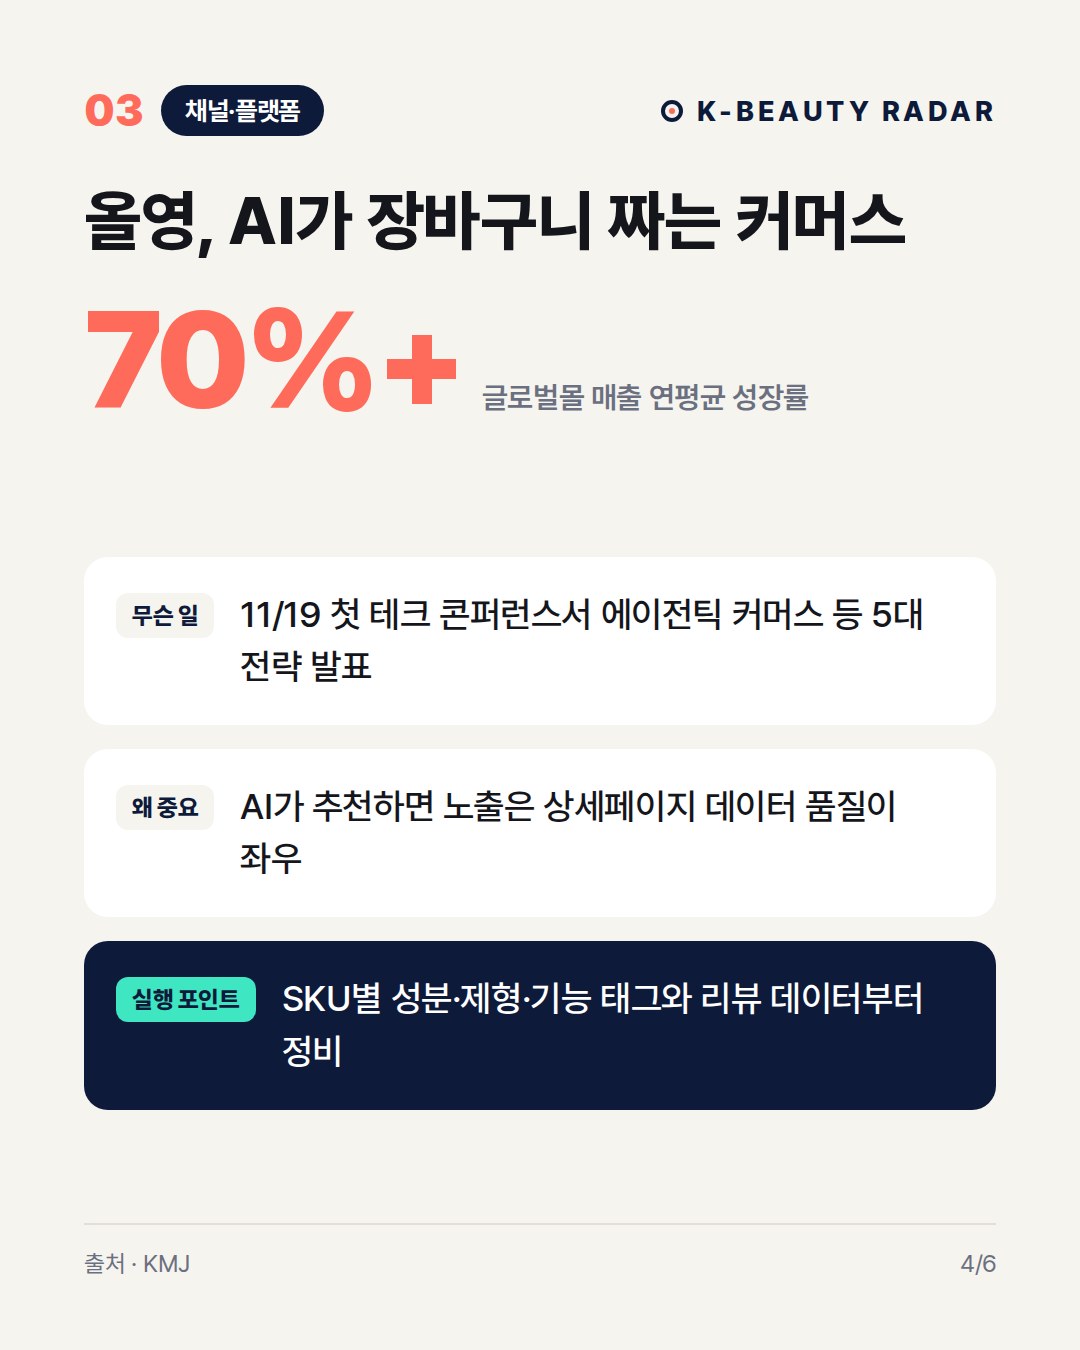 03 채널·플랫폼
K-BEAUTY RADAR
올영, AI가 장바구니 짜는 커머스
70%+ 글로벌몰 매출 연평균 성장률
무슨 일 11/19 첫 테크 콘퍼런스서 에이전틱 커머스 등 5대
전략 발표
왜 중요 AI가 추천하면 노출은 상세페이지 데이터 품질이
좌우
실행 포인트 SKU별 성분·제형·기능 태그와 리뷰 데이터부터
정비
출처 · KMJ
4/6